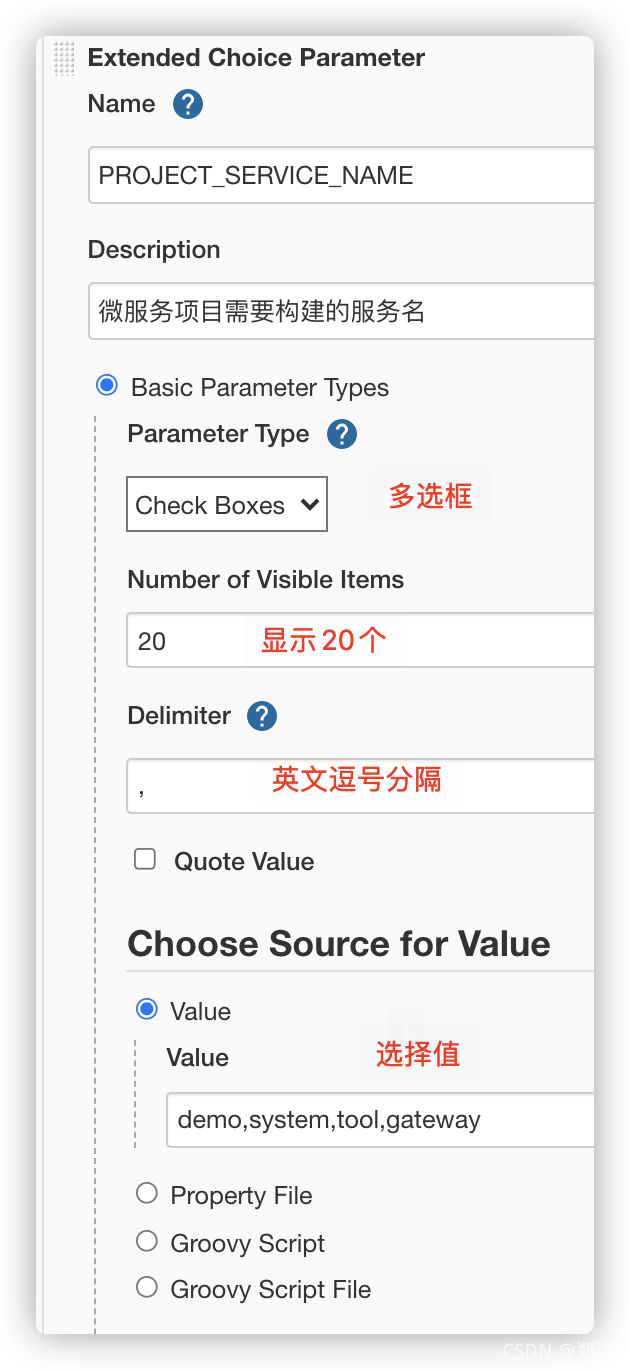 Extended Choice Parameter
Name ?
PROJECT_SERVICE_NAME
Description
微服务项目需要构建的服务名
Basic Parameter Types
Parameter Type ?
Check Boxes 多选框
Number of Visible Items
20 显示20个
Delimiter ?
, 英文逗号分隔
Quote Value
Choose Source for Value
Value
Value 选择值
demo,system,tool,gateway
Property File
Groovy Script
Groovy Script File
CSDN @郑